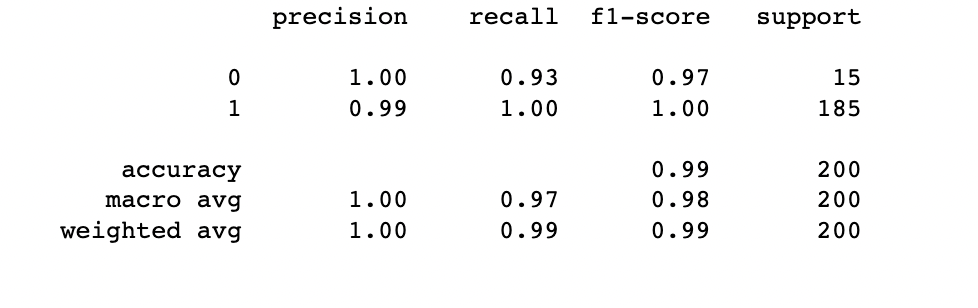 precision recall f1-score support
0 1.00 0.93 0.97 15
1 0.99 1.00 1.00 185
accuracy 0.99 200
macro avg 1.00 0.97 0.98 200
weighted avg 1.00 0.99 0.99 200